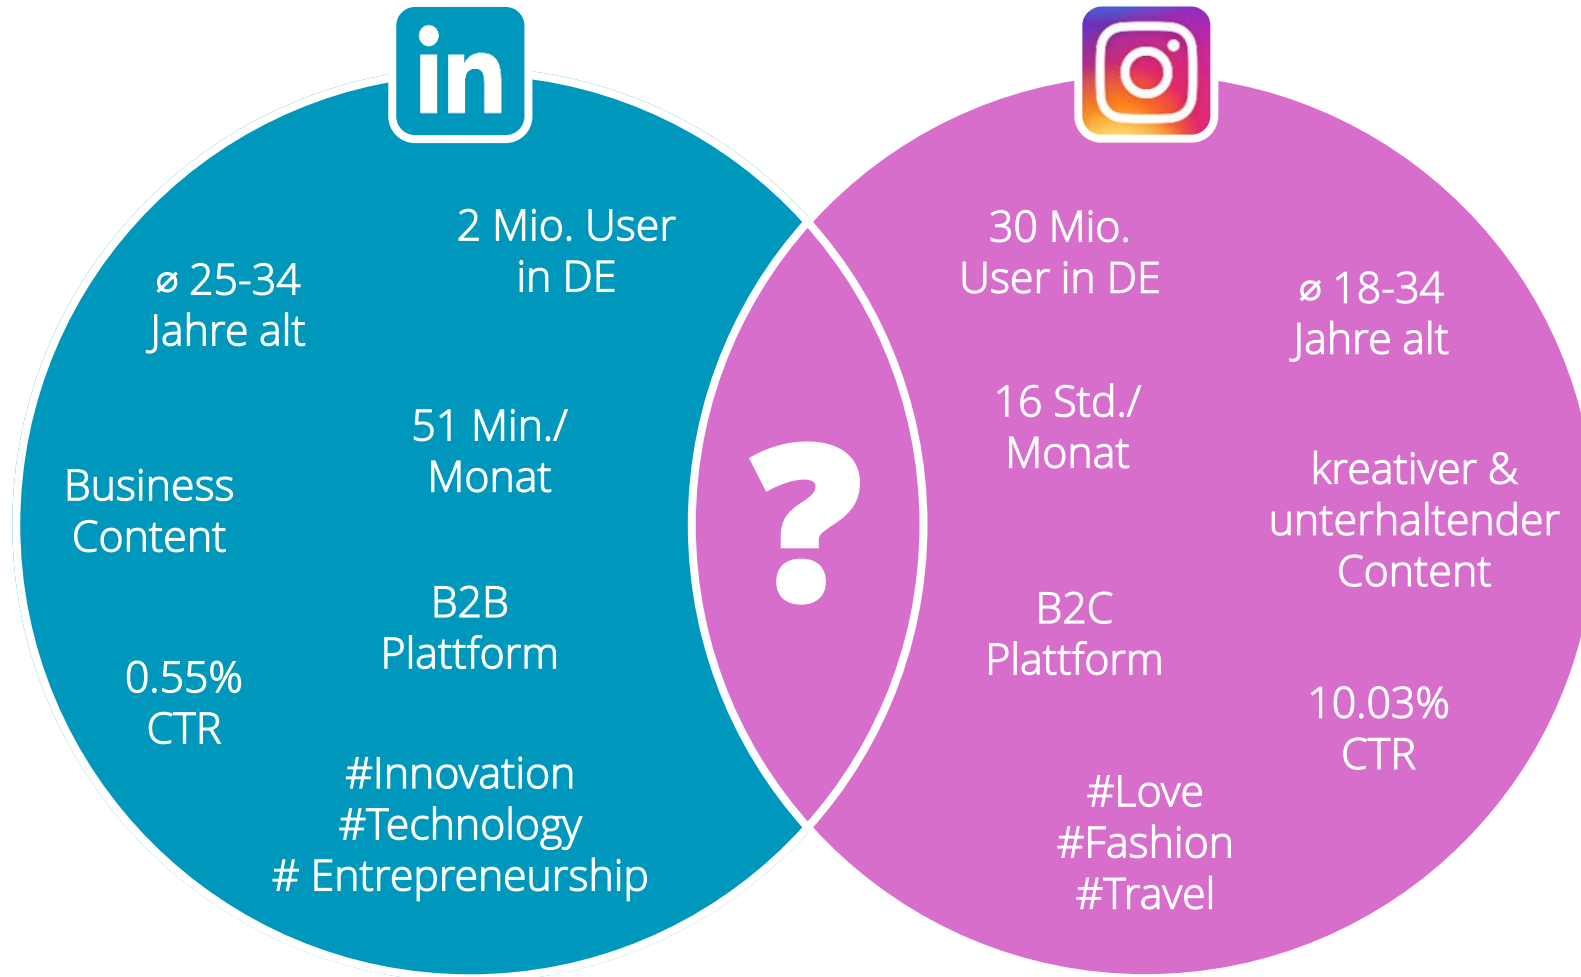 in
2 Mio. User
in DE
ø 25-34
Jahre alt
51 Min./
Monat
Business
Content
B2B
Plattform
0.55%
CTR
#Innovation
#Technology
# Entrepreneurship
?
30 Mio.
User in DE
ø 18-34
Jahre alt
16 Std./
Monat
kreativer &
unterhaltender
Content
B2C
Plattform
10.03%
CTR
#Love
#Fashion
#Travel